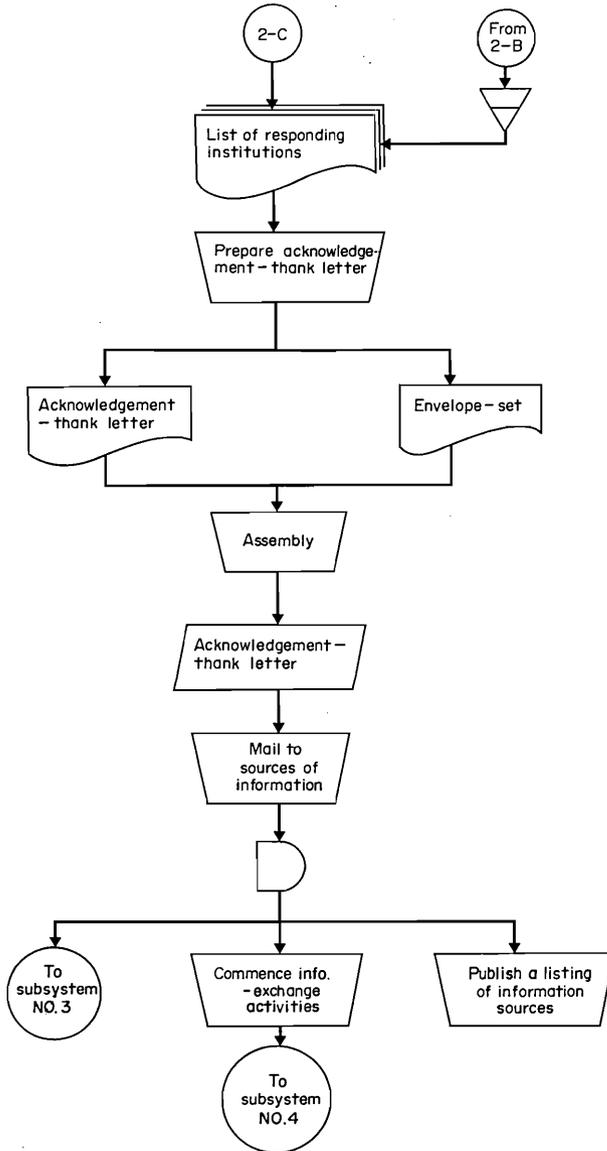 2-C
From
2-B
List of responding
institutions
Prepare acknowledge-
ment-thank letter
Acknowledgement
-thank letter
Envelope-set
Assembly
Acknowledgement-
thank letter
Mail to
sources of
information
To
subsystem
NO.3
Commence info.
-exchange
activities
Publish a listing
of information
sources
To
subsystem
NO.4